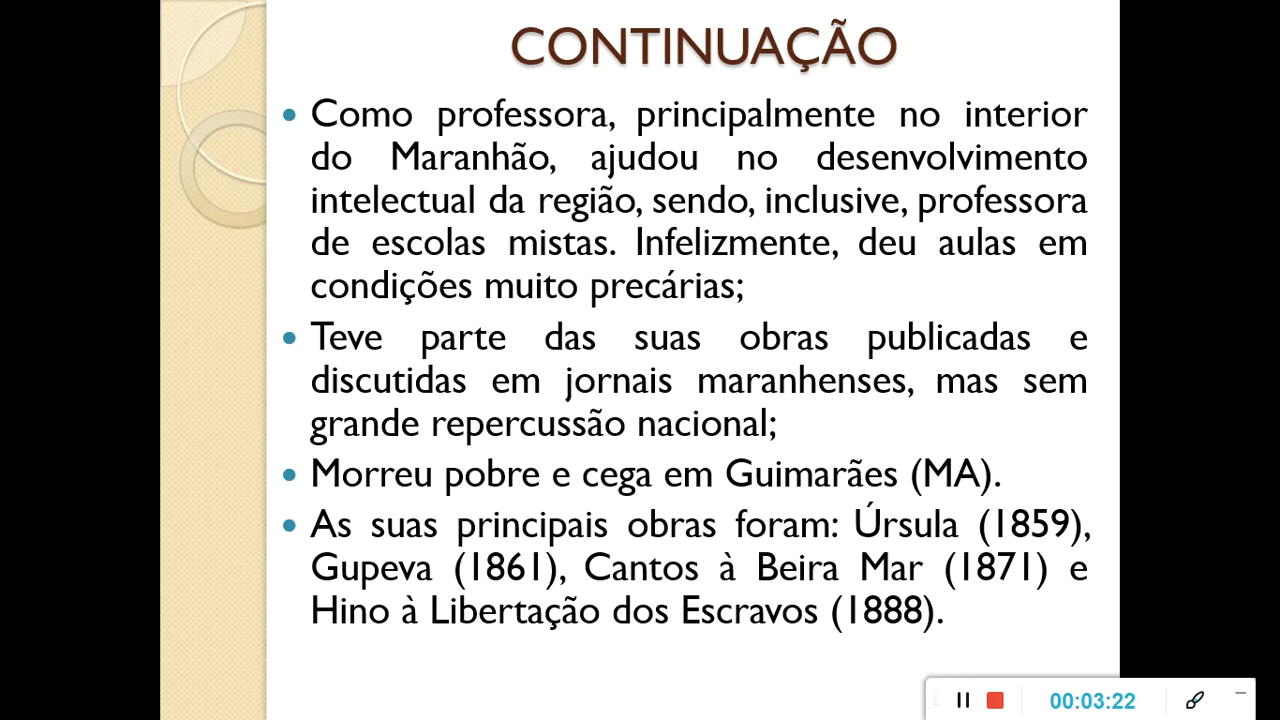 CONTINUAÇÃO
Como professora, principalmente no interior
do Maranhão, ajudou no desenvolvimento
intelectual da região, sendo, inclusive, professora
de escolas mistas. Infelizmente, deu aulas em
condições muito precárias;
Teve parte das suas obras publicadas e
discutidas em jornais maranhenses, mas sem
grande repercussão nacional;
Morreu pobre e cega em Guimarães (MA).
As suas principais obras foram: Úrsula (1859),
Gupeva (1861), Cantos à Beira Mar (1871) e
Hino à Libertação dos Escravos (1888).
00:03:22